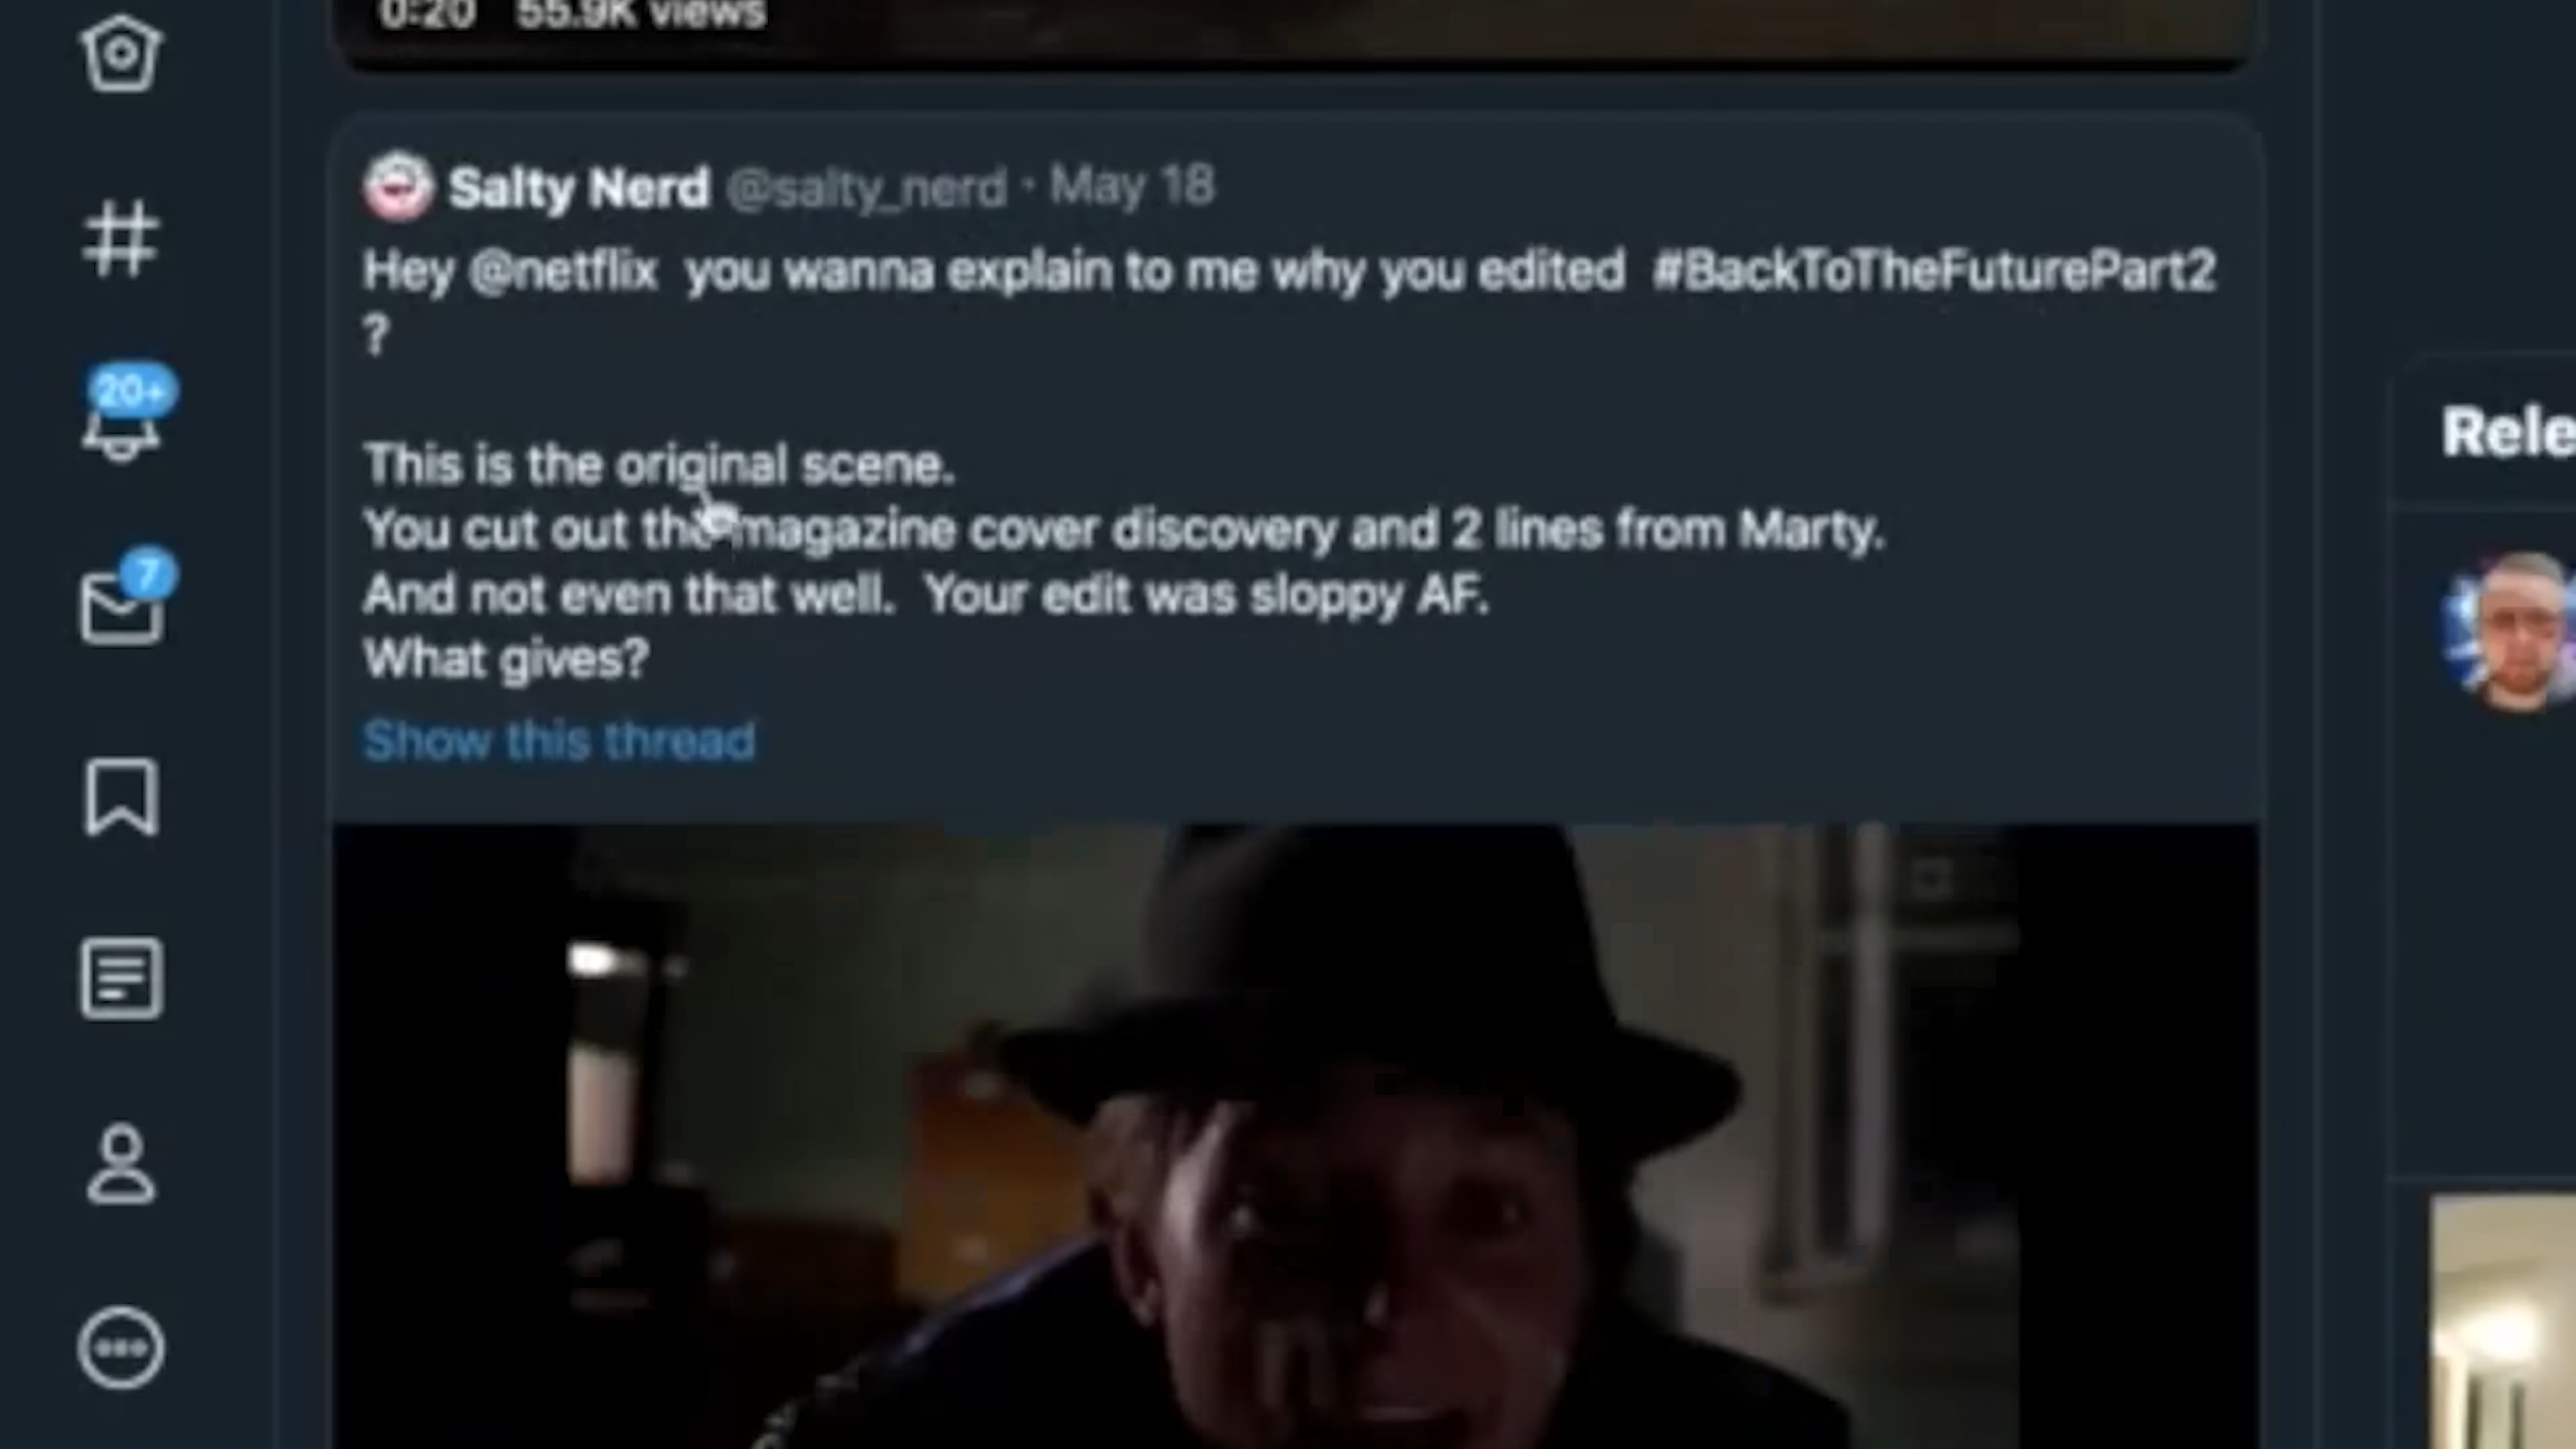 0:20 55.9K views
Salty Nerd @salty_nerd · May 18
Hey @netflix you wanna explain to me why you edited #BackToTheFuturePart2
?
This is the original scene.
You cut out the magazine cover discovery and 2 lines from Marty.
And not even that well. Your edit was sloppy AF.
What gives?
Show this thread
20+
7
Rele